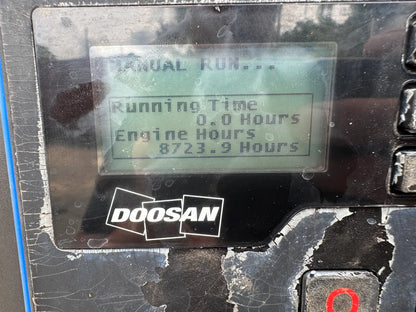 MANUAL RUN...
Running Time
0.0 Hours
Engine Hours
8723.9 Hours
DOOSAN